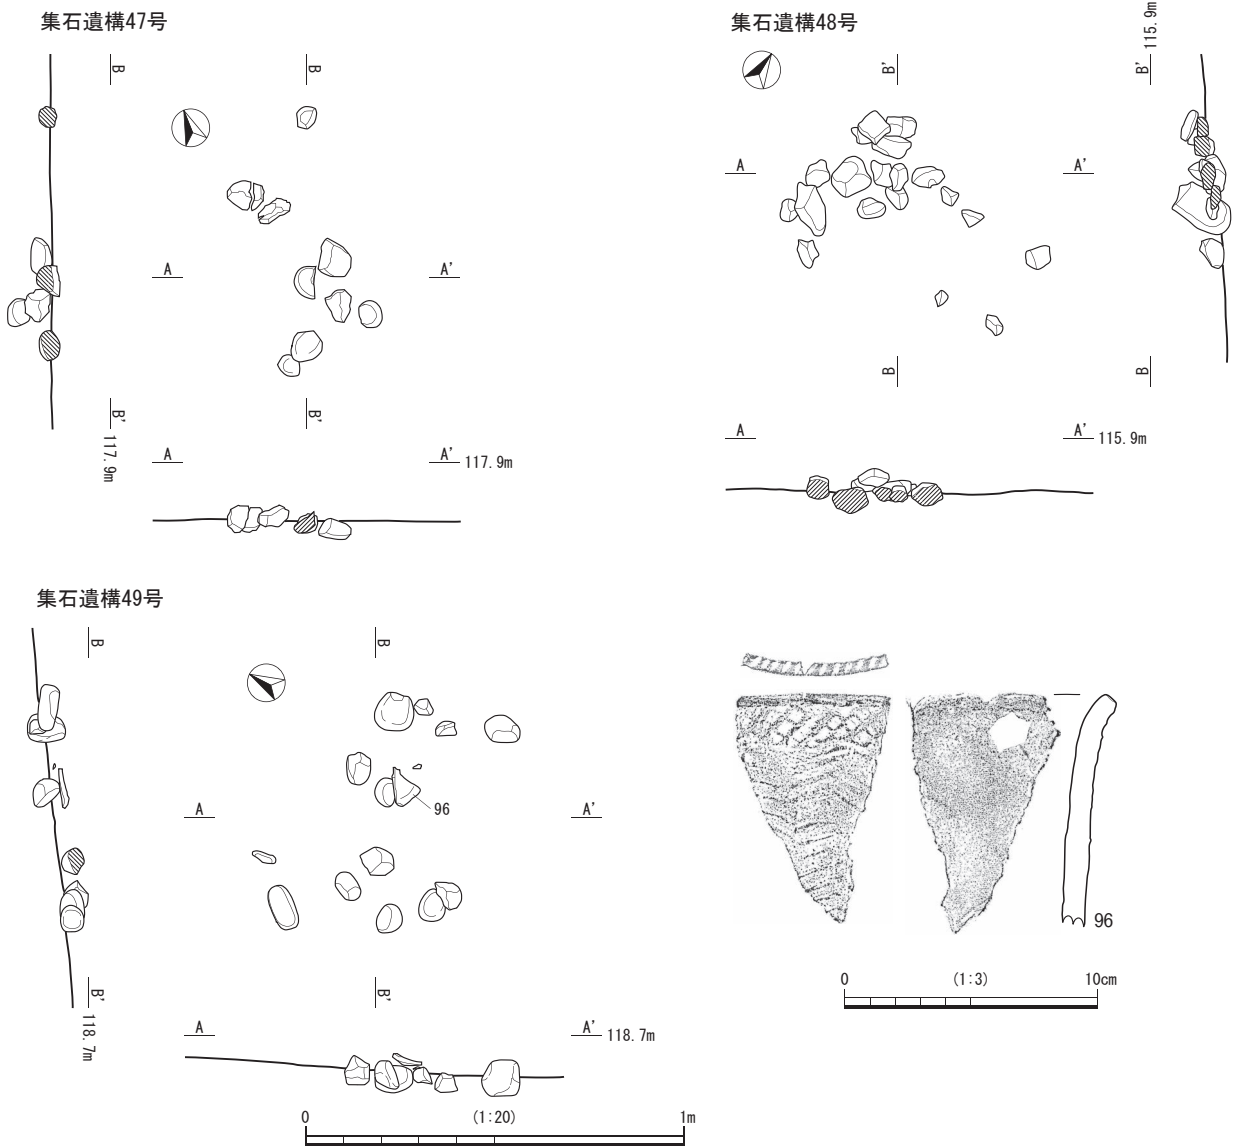 集石遺構47号
B
B
A
A'
B'
117.9m
B'
A
A' 117.9m
集石遺構48号
B'
B' 115.9m
A
A'
B
B
A
A' 115.9m
集石遺構49号
B
B
96
A
A'
B'
118.7m
B'
A
A' 118.7m
0 (1:20) 1m
96
0 (1:3) 10cm